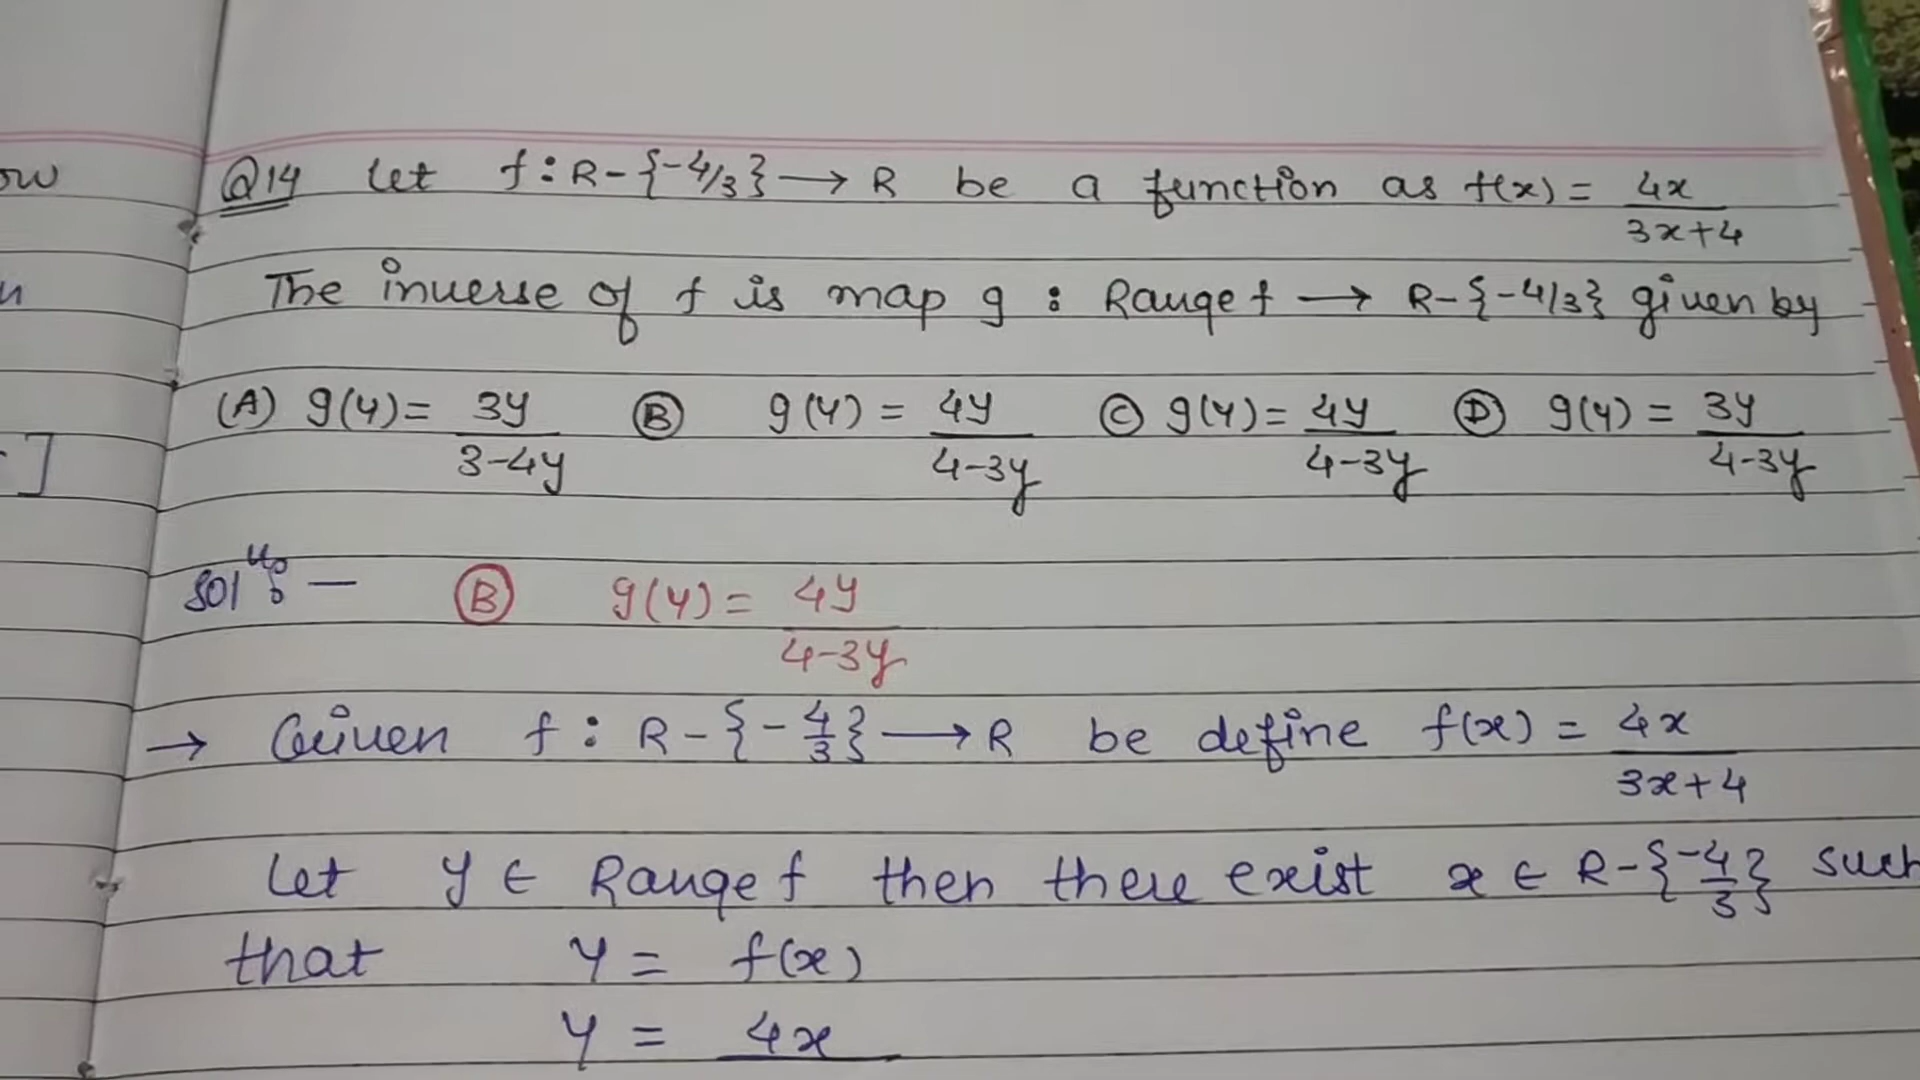 ow
Q14 Let f : R-{-4/3} → R be a function as f(x) = 4x
3x+4
The inverse of f is map g : Range f → R-{-4/3} given by
(A) g(y) = 3y (B) g(y) = 4y (C) g(y) = 4y (D) g(y) = 3y
3-4y 4-3y 4-3y 4-3y
]
Solⁿ: — (B) g(y) = 4y
4-3y
→ Given f : R - {-4/3} → R be define f(x) = 4x
3x+4
Let y ∈ Range f then there exist x ∈ R-{-4/3} such
that y = f(x)
y = 4x